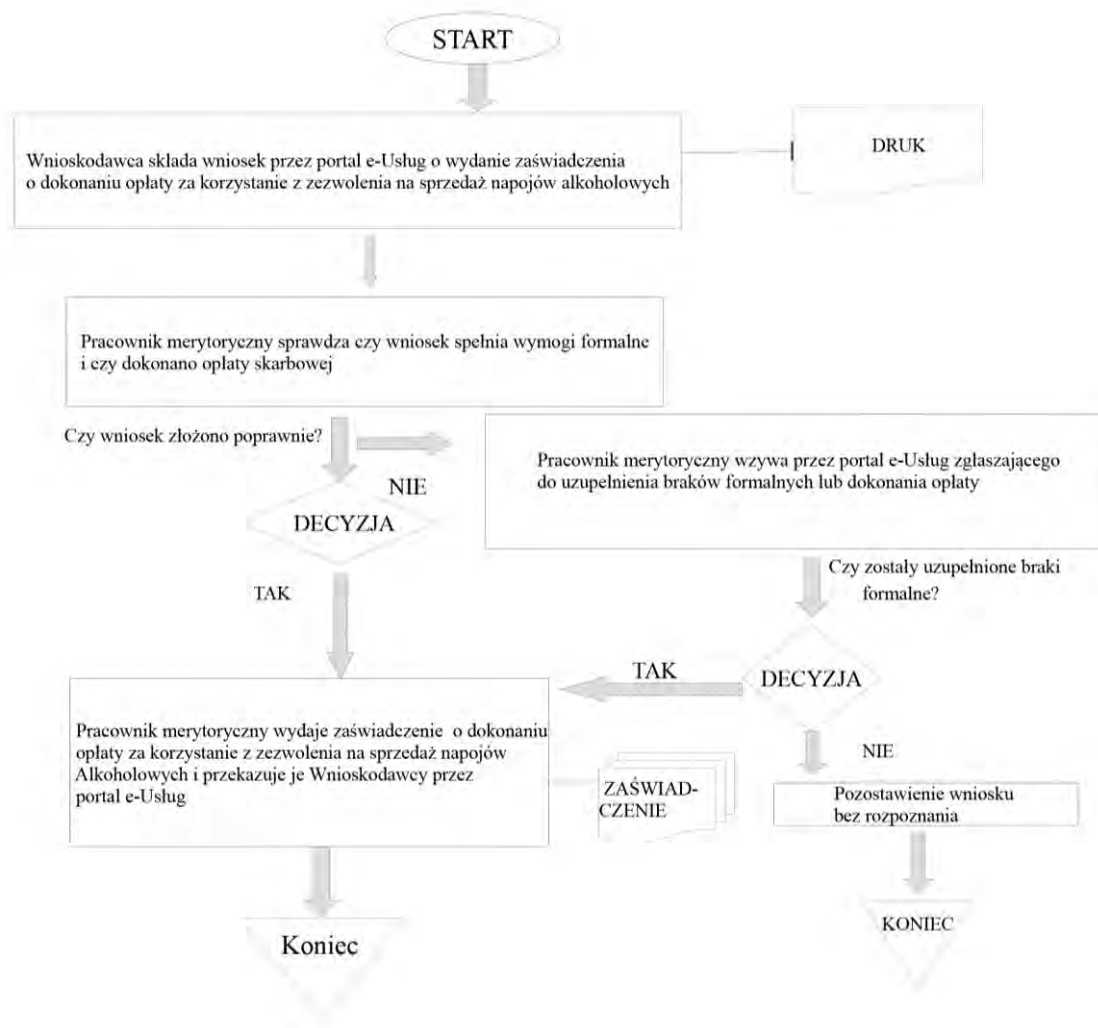 START
Wnioskodawca składa wniosek przez portal e-Usług o wydanie zaświadczenia
o dokonaniu opłaty za korzystanie z zezwolenia na sprzedaż napojów alkoholowych
DRUK
Pracownik merytoryczny sprawdza czy wniosek spełnia wymogi formalne
i czy dokonano opłaty skarbowej
Czy wniosek złożono poprawnie?
NIE
DECYZJA
Pracownik merytoryczny wzywa przez portal e-Usług zgłaszającego
do uzupełnienia braków formalnych lub dokonania opłaty
Czy zostały uzupełnione braki
formalne?
TAK
TAK
DECYZJA
NIE
Pracownik merytoryczny wydaje zaświadczenie o dokonaniu
opłaty za korzystanie z zezwolenia na sprzedaż napojów
Alkoholowych i przekazuje je Wnioskodawcy przez
portal e-Usług
ZAŚWIAD-
CZENIE
Pozostawienie wniosku
bez rozpoznania
Koniec
KONIEC